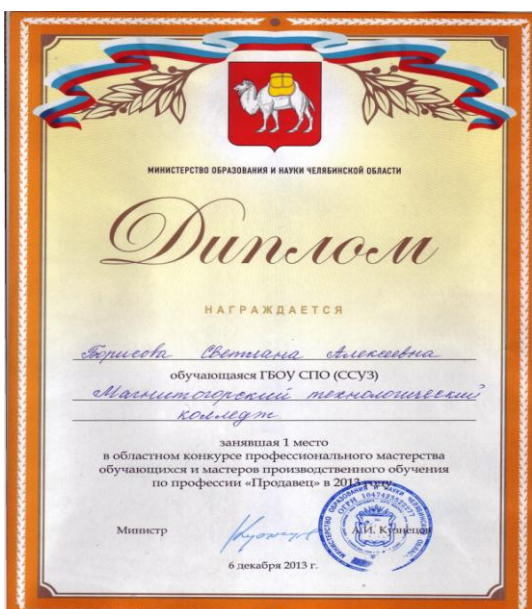 МИНИСТЕРСТВО ОБРАЗОВАНИЯ И НАУКИ ЧЕЛЯБИНСКОЙ ОБЛАСТИ
Диплом
НАГРАЖДАЕТСЯ
Борисова Светлана Алексеевна
обучающаяся ГБОУ СПО (ССУЗ)
Магнитогорский технологический
колледж
занявшая 1 место
в областном конкурсе профессионального мастерства
обучающихся и мастеров производственного обучения
по профессии «Продавец» в 2013 году
Министр
А.И. Кузнецов
6 декабря 2013 г.